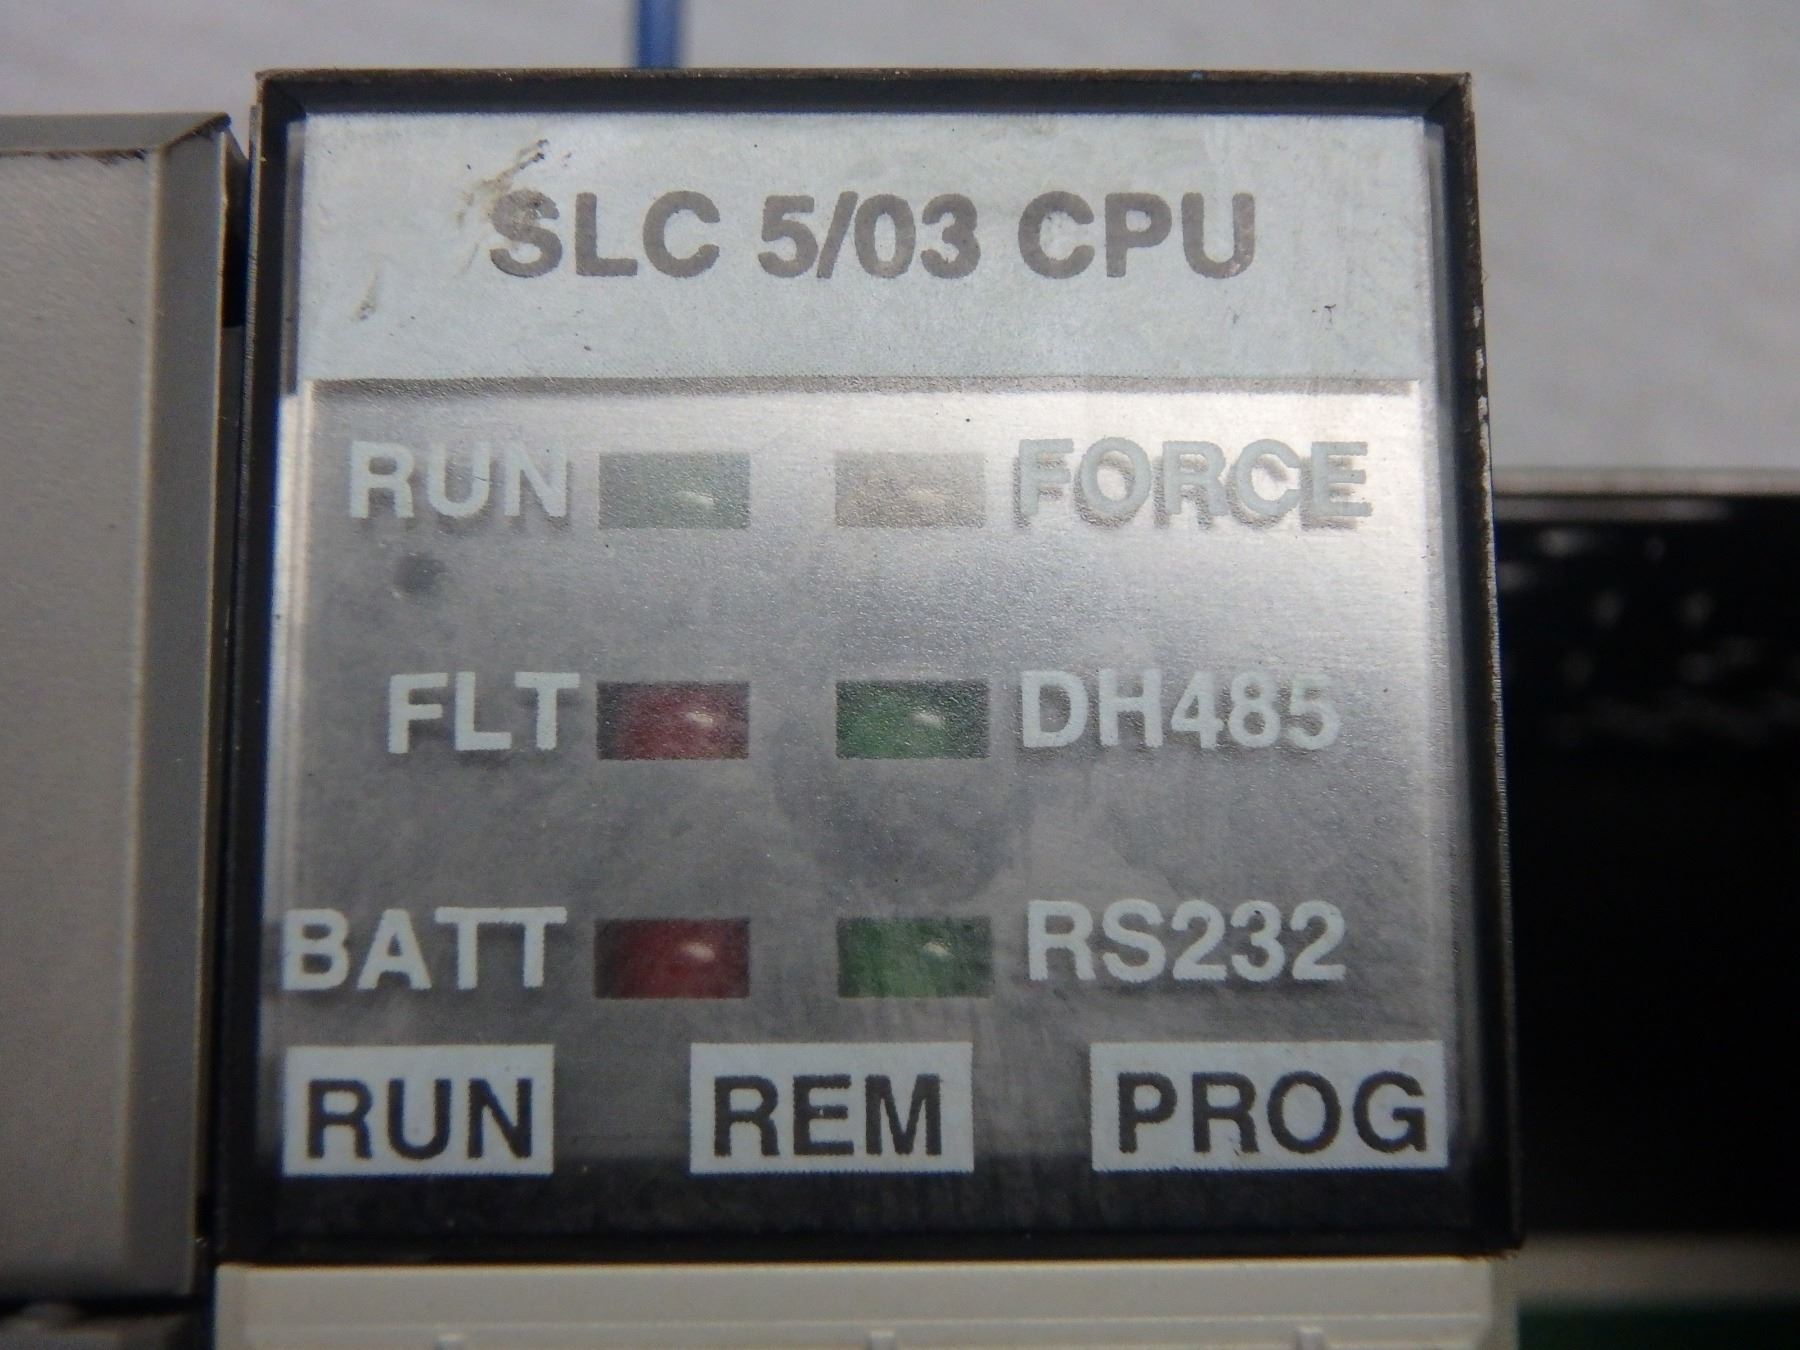 SLC 5/03 CPU
RUN FORCE
FLT DH485
BATT RS232
RUN REM PROG